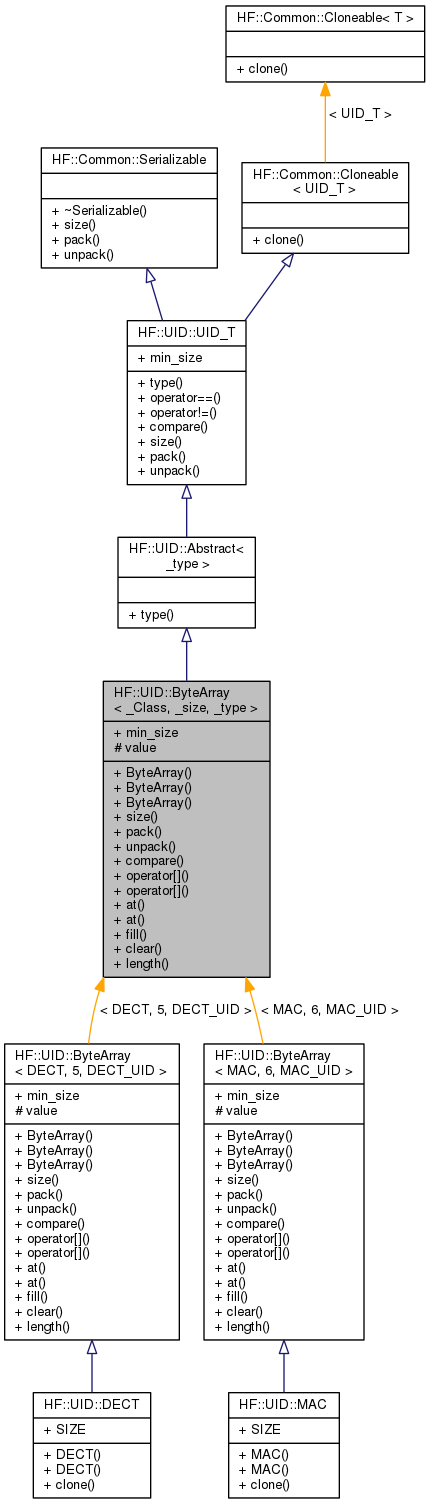 HF::Common::Cloneable< T >
+ clone()
< UID_T >
HF::Common::Serializable
+ ~Serializable()
+ size()
+ pack()
+ unpack()
HF::Common::Cloneable
< UID_T >
+ clone()
HF::UID::UID_T
+ min_size
+ type()
+ operator==()
+ operator!=()
+ compare()
+ size()
+ pack()
+ unpack()
HF::UID::Abstract<
_type >
+ type()
HF::UID::ByteArray
< _Class, _size, _type >
+ min_size
# value
+ ByteArray()
+ ByteArray()
+ ByteArray()
+ size()
+ pack()
+ unpack()
+ compare()
+ operator[]()
+ operator[]()
+ at()
+ at()
+ fill()
+ clear()
+ length()
< DECT, 5, DECT_UID >
< MAC, 6, MAC_UID >
HF::UID::ByteArray
< DECT, 5, DECT_UID >
+ min_size
# value
+ ByteArray()
+ ByteArray()
+ ByteArray()
+ size()
+ pack()
+ unpack()
+ compare()
+ operator[]()
+ operator[]()
+ at()
+ at()
+ fill()
+ clear()
+ length()
HF::UID::ByteArray
< MAC, 6, MAC_UID >
+ min_size
# value
+ ByteArray()
+ ByteArray()
+ ByteArray()
+ size()
+ pack()
+ unpack()
+ compare()
+ operator[]()
+ operator[]()
+ at()
+ at()
+ fill()
+ clear()
+ length()
HF::UID::DECT
+ SIZE
+ DECT()
+ DECT()
+ clone()
HF::UID::MAC
+ SIZE
+ MAC()
+ MAC()
+ clone()